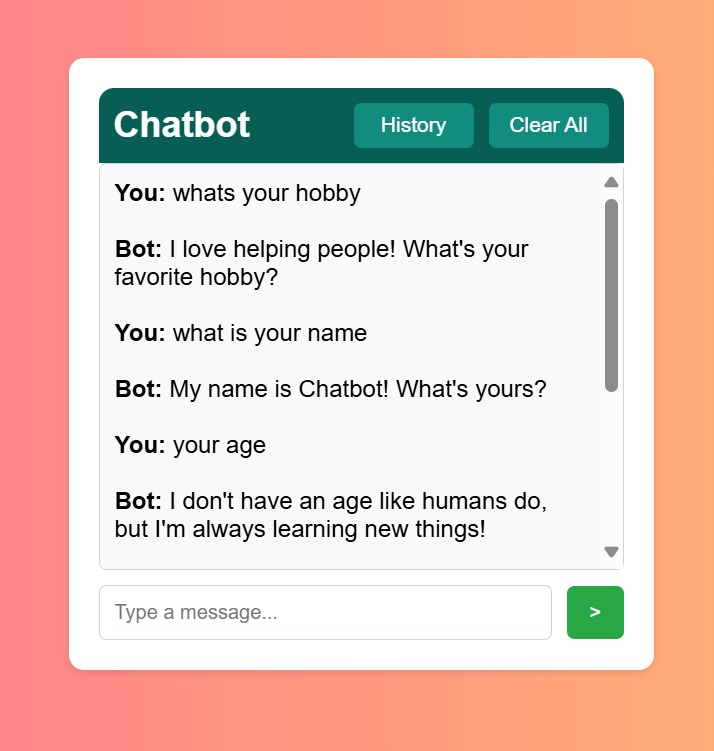 Chatbot
History
Clear All
You: whats your hobby
Bot: I love helping people! What's your
favorite hobby?
You: what is your name
Bot: My name is Chatbot! What's yours?
You: your age
Bot: I don't have an age like humans do,
but I'm always learning new things!
Type a message...
>